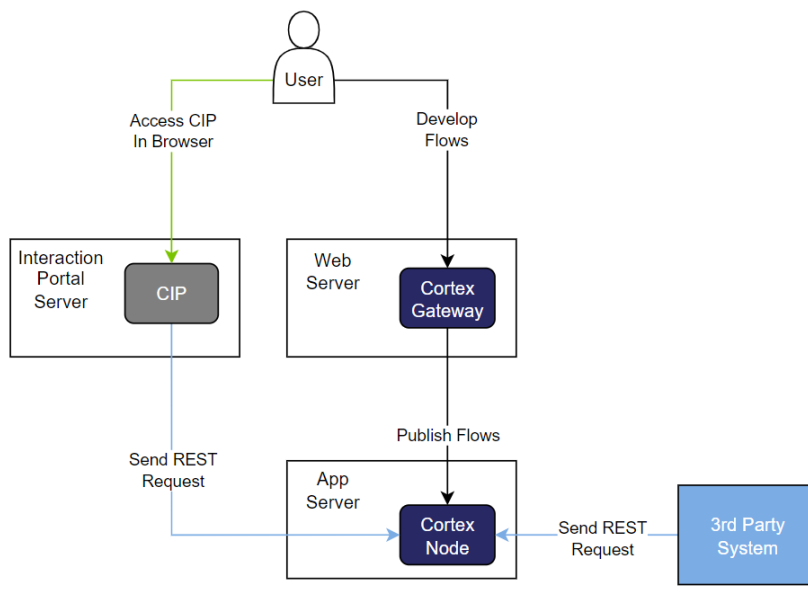 User
Access CIP
In Browser
Develop
Flows
Interaction
Portal
Server
CIP
Web
Server
Cortex
Gateway
Publish Flows
Send REST
Request
App
Server
Cortex
Node
Send REST
Request
3rd Party
System